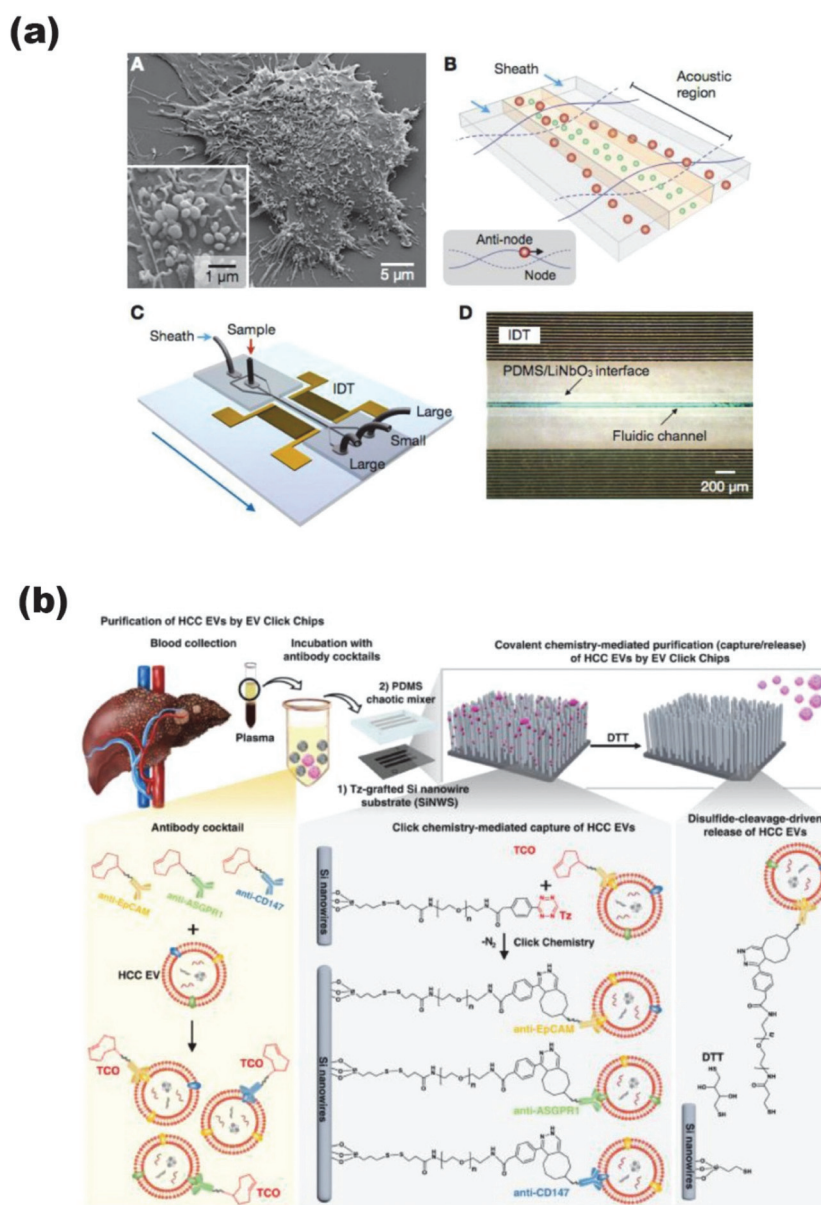 (a)
A
1 µm
5 µm
B
Sheath
Acoustic
region
Anti-node
Node
C
Sheath
Sample
IDT
Large
Small
Large
D
IDT
PDMS/LiNbO3 interface
Fluidic channel
200 µm
(b)
Purification of HCC EVs by EV Click Chips
Blood collection
Plasma
Incubation with
antibody cocktails
2) PDMS
chaotic mixer
1) Tz-grafted Si nanowire
substrate (SiNWS)
Covalent chemistry-mediated purification (capture/release)
of HCC EVs by EV Click Chips
DTT
Antibody cocktail
anti-EpCAM
anti-ASGPR1
anti-CD147
+
HCC EV
TCO
TCO
TCO
Click chemistry-mediated capture of HCC EVs
Si nanowires
TCO
+
Tz
-N2
Click Chemistry
Si nanowires
anti-EpCAM
anti-ASGPR1
anti-CD147
Disulfide-cleavage-driven
release of HCC EVs
DTT
Si nanowires